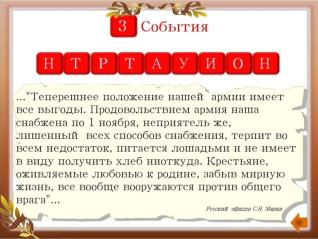 3 События
Н Т Р Т А У И О Н
..."Теперешнее положение нашей армии имеет
все выгоды. Продовольствием армия наша
снабжена по 1 ноября, неприятель же,
лишенный всех способов снабжения, терпит во
всем недостаток, питается лошадьми и не имеет
в виду получить хлеб ниоткуда. Крестьяне,
оживляемые любовью к родине, забыв мирную
жизнь, все вообще вооружаются против общего
врага"...
Русский офицер С.Н. Марин